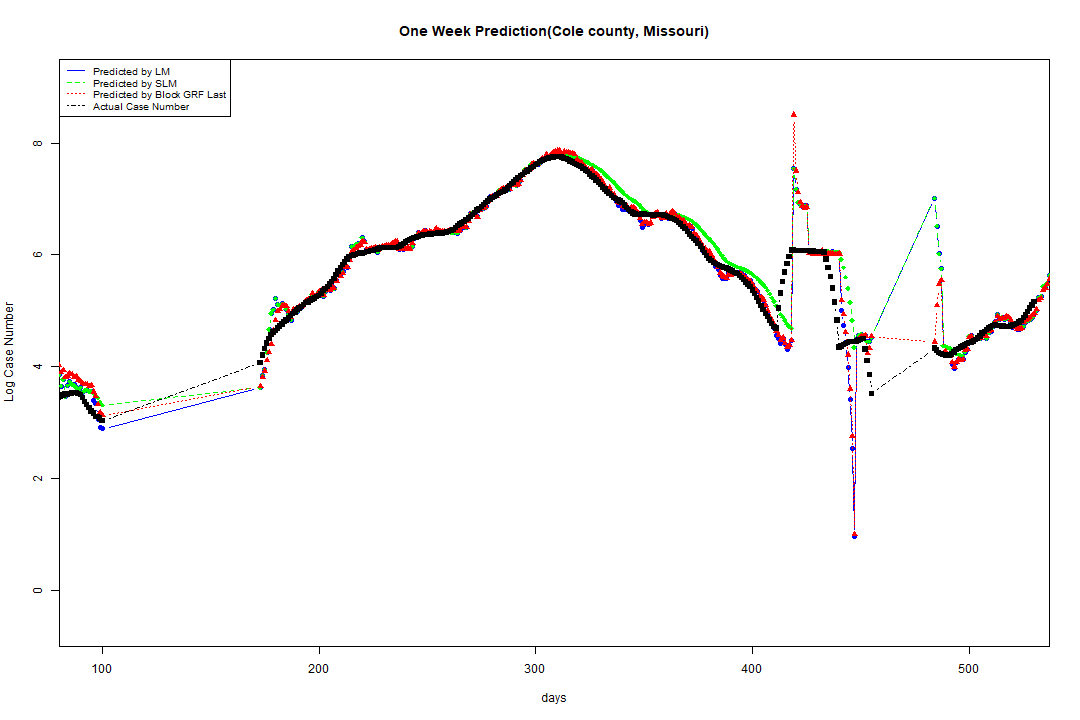 One Week Prediction(Cole county, Missouri)
Predicted by LM
Predicted by SLM
Predicted by Block GRF Last
Actual Case Number
8
6
4
2
0
Log Case Number
100 200 300 400 500
days